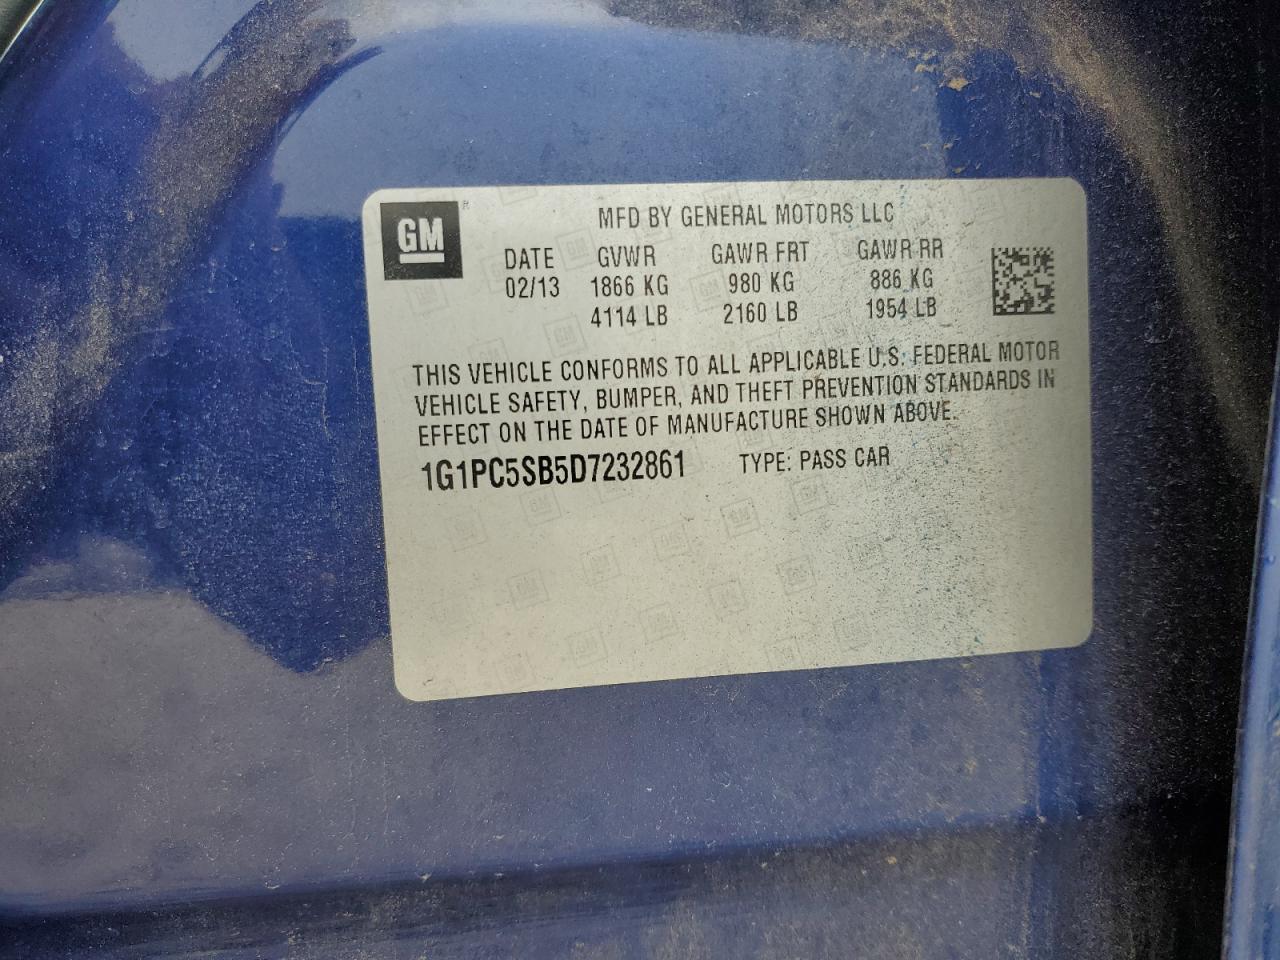 GM
MFD BY GENERAL MOTORS LLC
DATE GVWR GAWR FRT GAWR RR
02/13 1866 KG 980 KG 886 KG
4114 LB 2160 LB 1954 LB
THIS VEHICLE CONFORMS TO ALL APPLICABLE U.S. FEDERAL MOTOR
VEHICLE SAFETY, BUMPER, AND THEFT PREVENTION STANDARDS IN
EFFECT ON THE DATE OF MANUFACTURE SHOWN ABOVE.
1G1PC5SB5D7232861 TYPE: PASS CAR